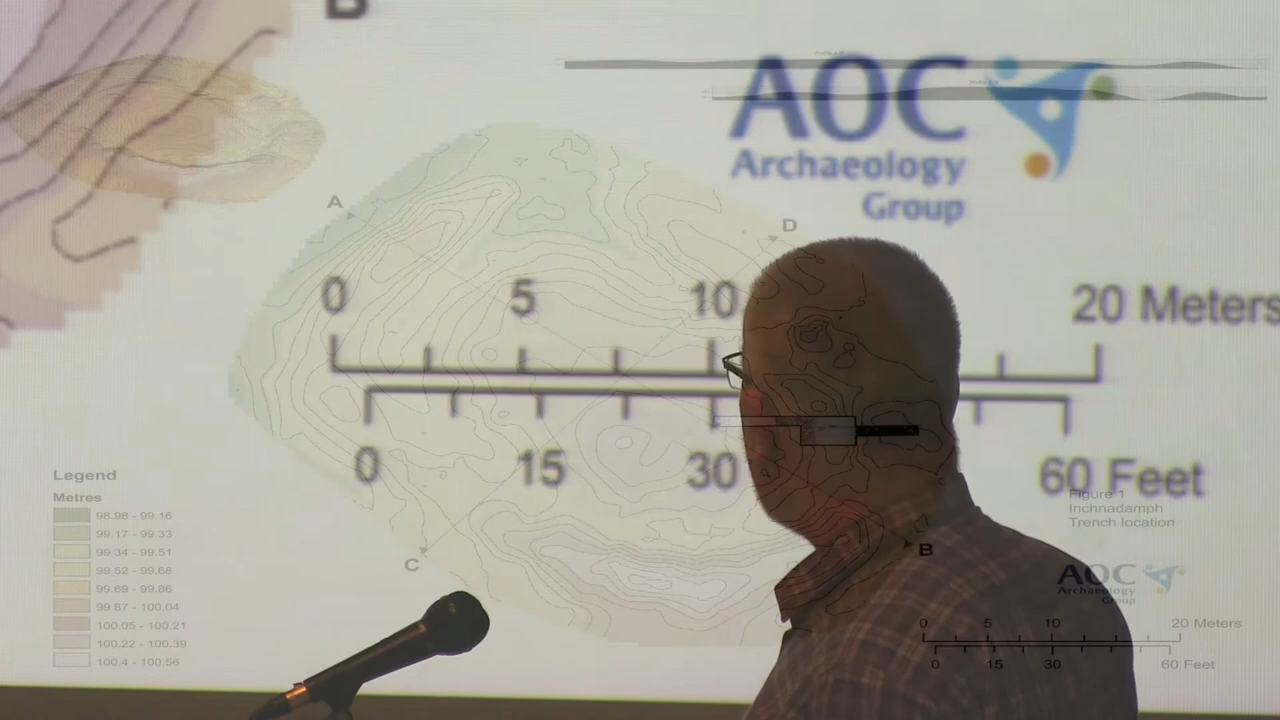 B
AOC
Archaeology
Group
A
D
0 5 10 20 Meters
0 15 30 60 Feet
Legend
Metres
98.98 - 99.16
99.17 - 99.33
99.34 - 99.51
99.52 - 99.68
99.69 - 99.86
99.87 - 100.04
100.05 - 100.21
100.22 - 100.39
100.4 - 100.56
C
B
Figure 1
Inchnadamph
Trench location
AOC
Archaeology
Group
0 5 10 20 Meters
0 15 30 60 Feet